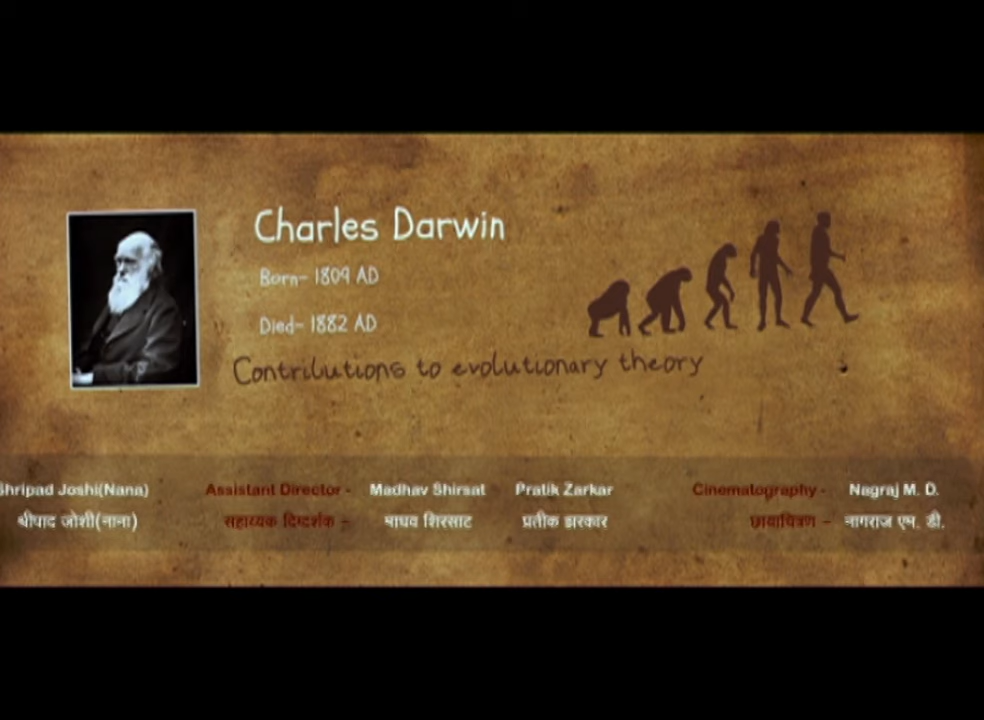 Charles Darwin
Born- 1809 AD
Died- 1882 AD
Contributions to evolutionary theory
Shripad Joshi(Nana) Assistant Director - Madhav Shirsat Pratik Zarkar Cinematography - Nagraj M. D.
श्रीपाद जोशी(नाना) सहाय्यक दिग्दर्शक - माधव शिरसाट प्रतीक झरकार छायाचित्रण - नागराज एम. डी.